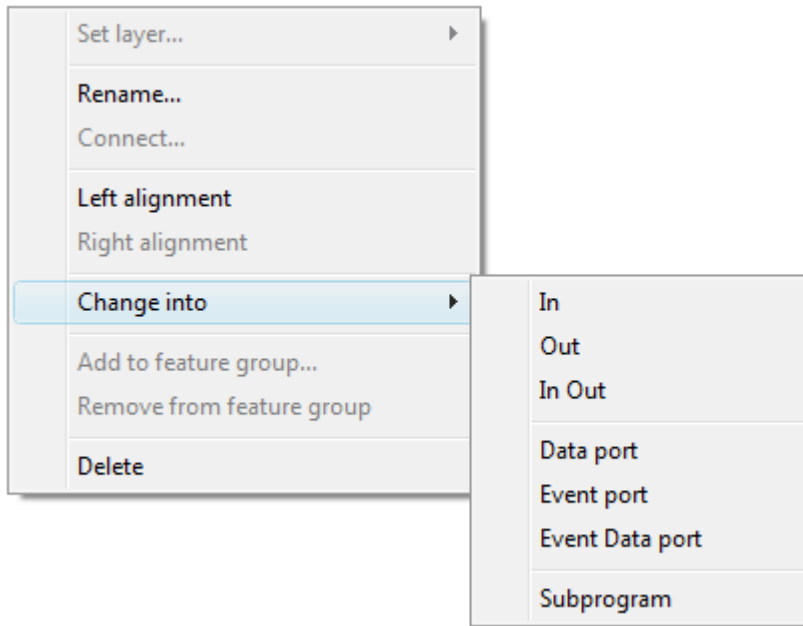 Set layer...
Rename...
Connect...
Left alignment
Right alignment
Change into
Add to feature group...
Remove from feature group
Delete
In
Out
In Out
Data port
Event port
Event Data port
Subprogram